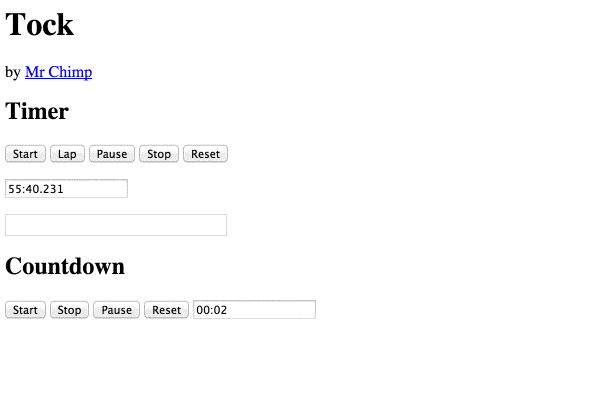 Tock
by Mr Chimp
Timer
Start Lap Pause Stop Reset
55:40.231
Countdown
Start Stop Pause Reset 00:02